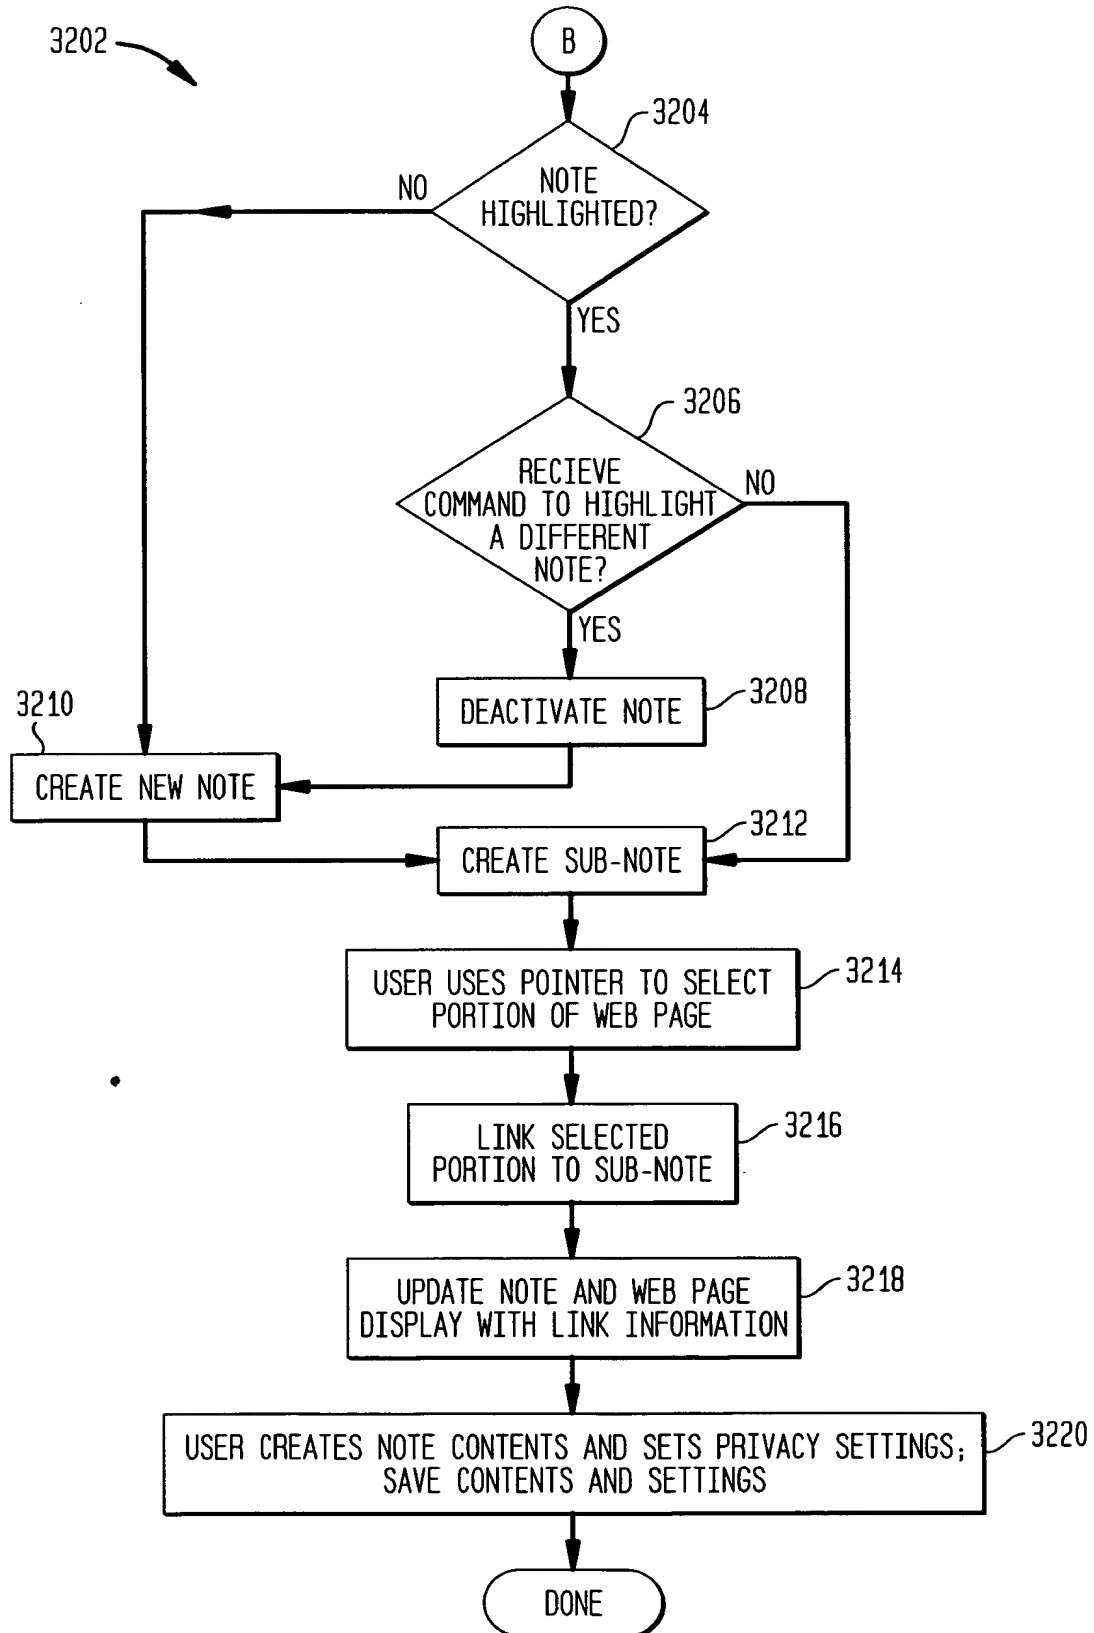 3202
B
3204
NOTE
HIGHLIGHTED?
NO
YES
3206
RECIEVE
COMMAND TO HIGHLIGHT
A DIFFERENT
NOTE?
NO
YES
3208
DEACTIVATE NOTE
3210
CREATE NEW NOTE
3212
CREATE SUB-NOTE
3214
USER USES POINTER TO SELECT
PORTION OF WEB PAGE
3216
LINK SELECTED
PORTION TO SUB-NOTE
3218
UPDATE NOTE AND WEB PAGE
DISPLAY WITH LINK INFORMATION
3220
USER CREATES NOTE CONTENTS AND SETS PRIVACY SETTINGS;
SAVE CONTENTS AND SETTINGS
DONE